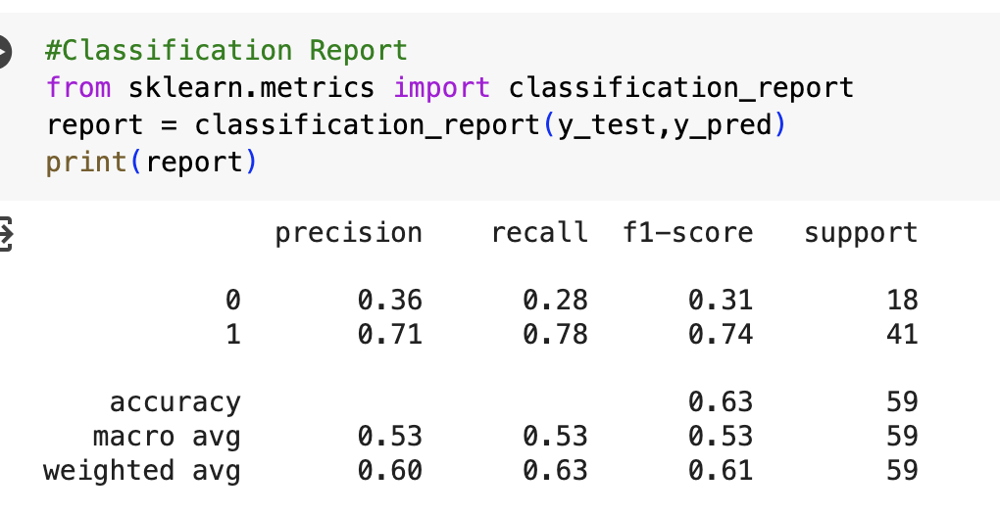 #Classification Report
from sklearn.metrics import classification_report
report = classification_report(y_test,y_pred)
print(report)
precision recall f1-score support
0 0.36 0.28 0.31 18
1 0.71 0.78 0.74 41
accuracy 0.63 59
macro avg 0.53 0.53 0.53 59
weighted avg 0.60 0.63 0.61 59